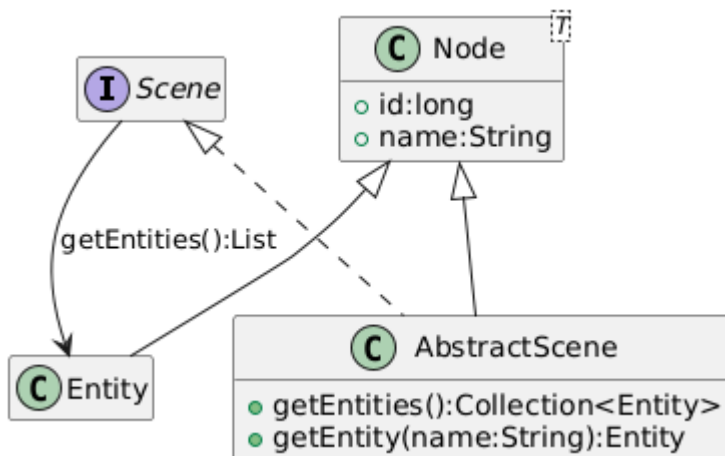 T
C Node
I Scene
id:long
name:String
getEntities():List
C AbstractScene
C Entity
getEntities():Collection<Entity>
getEntity(name:String):Entity